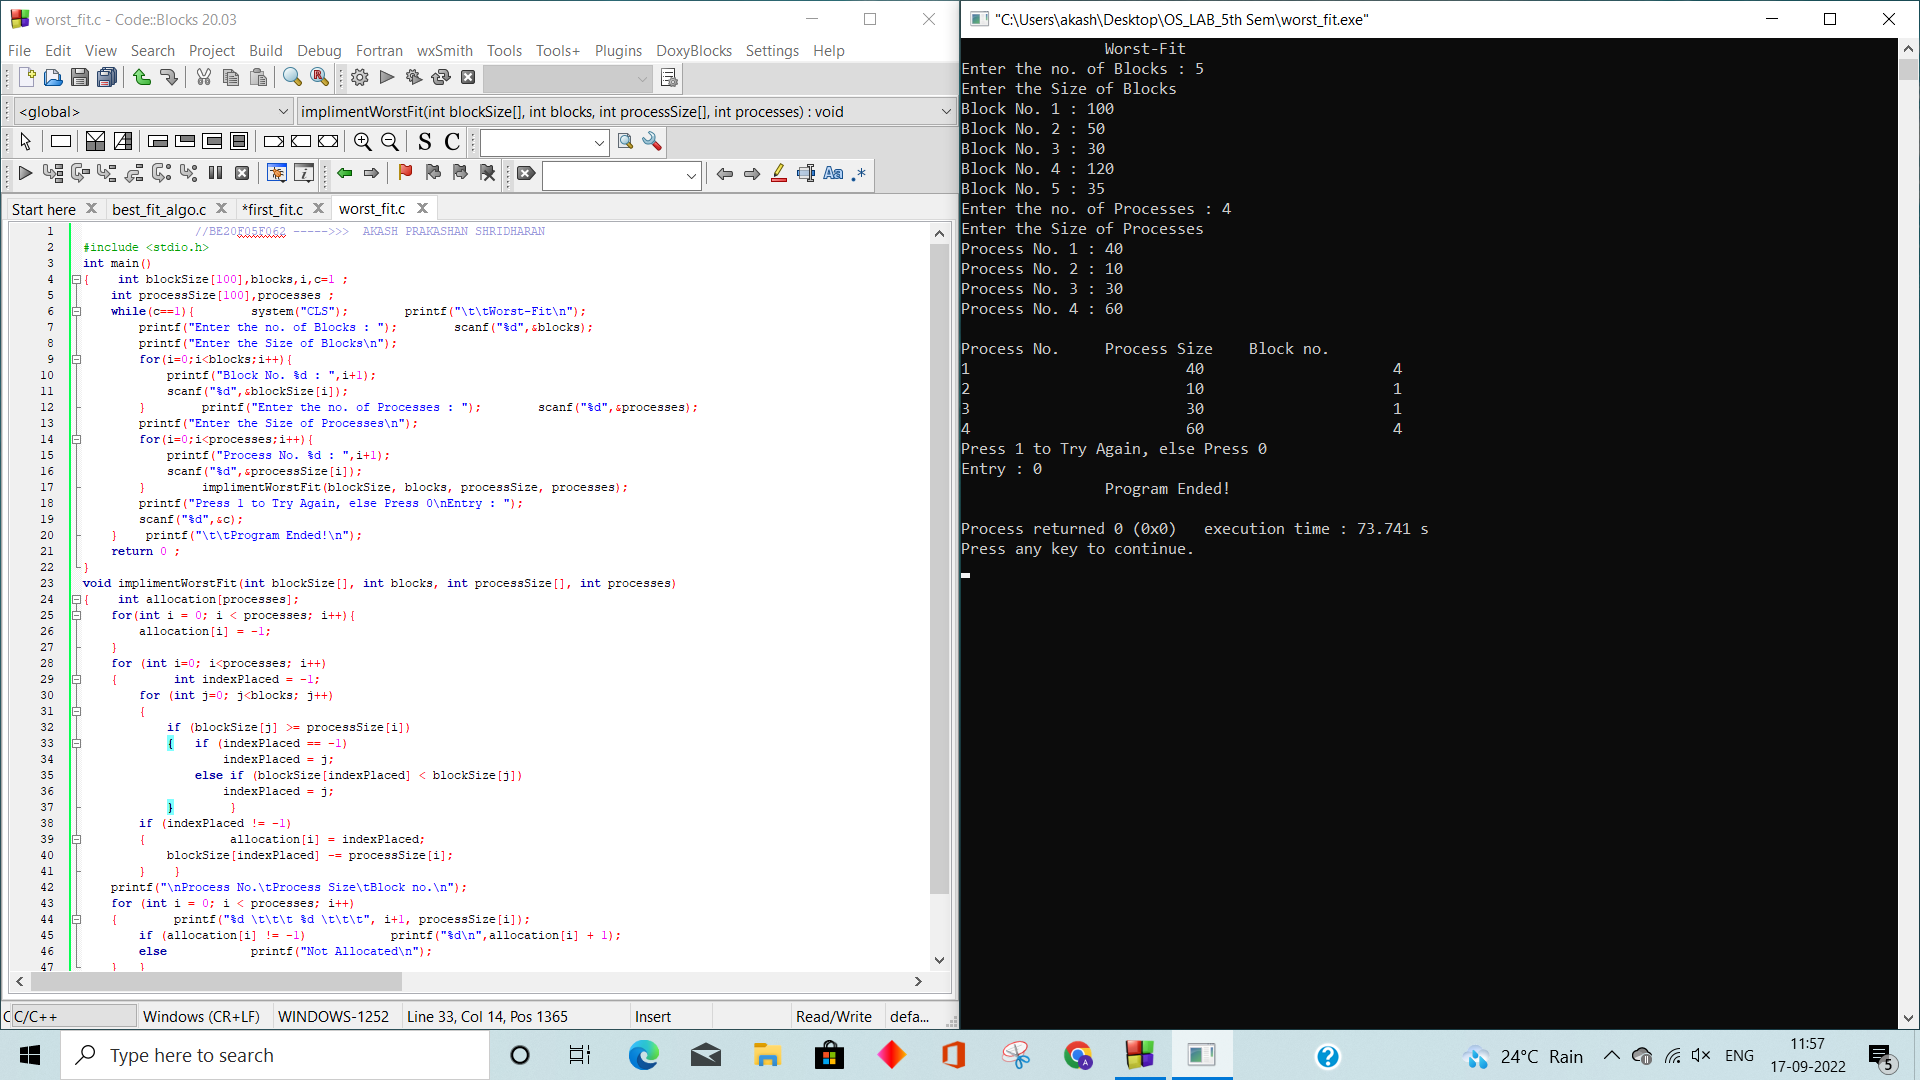 worst_fit.c - Code::Blocks 20.03
File Edit View Search Project Build Debug Fortran wxSmith Tools Tools+ Plugins DoxyBlocks Settings Help
<global> implimentWorstFit(int blockSize[], int blocks, int processSize[], int processes) : void
S C
Aa .*
Start here best_fit_algo.c *first_fit.c worst_fit.c
1 //BE20F05F062 ----->>> AKASH PRAKASHAN SHRIDHARAN
2 #include <stdio.h>
3 int main()
4 { int blockSize[100],blocks,i,c=1 ;
5 int processSize[100],processes ;
6 while(c==1){ system("CLS"); printf("\t\tWorst-Fit\n");
7 printf("Enter the no. of Blocks : "); scanf("%d",&blocks);
8 printf("Enter the Size of Blocks\n");
9 for(i=0;i<blocks;i++){
10 printf("Block No. %d : ",i+1);
11 scanf("%d",&blockSize[i]);
12 } printf("Enter the no. of Processes : "); scanf("%d",&processes);
13 printf("Enter the Size of Processes\n");
14 for(i=0;i<processes;i++){
15 printf("Process No. %d : ",i+1);
16 scanf("%d",&processSize[i]);
17 } implimentWorstFit(blockSize, blocks, processSize, processes);
18 printf("Press 1 to Try Again, else Press 0\nEntry : ");
19 scanf("%d",&c);
20 } printf("\t\tProgram Ended!\n");
21 return 0 ;
22 }
23 void implimentWorstFit(int blockSize[], int blocks, int processSize[], int processes)
24 { int allocation[processes];
25 for(int i = 0; i < processes; i++){
26 allocation[i] = -1;
27 }
28 for (int i=0; i<processes; i++)
29 { int indexPlaced = -1;
30 for (int j=0; j<blocks; j++)
31 {
32 if (blockSize[j] >= processSize[i])
33 { if (indexPlaced == -1)
34 indexPlaced = j;
35 else if (blockSize[indexPlaced] < blockSize[j])
36 indexPlaced = j;
37 } }
38 if (indexPlaced != -1)
39 { allocation[i] = indexPlaced;
40 blockSize[indexPlaced] -= processSize[i];
41 } }
42 printf("\nProcess No.\tProcess Size\tBlock no.\n");
43 for (int i = 0; i < processes; i++)
44 { printf("%d \t\t\t %d \t\t\t", i+1, processSize[i]);
45 if (allocation[i] != -1) printf("%d\n",allocation[i] + 1);
46 else printf("Not Allocated\n");
47 } }
C C/C++ Windows (CR+LF) WINDOWS-1252 Line 33, Col 14, Pos 1365 Insert Read/Write defa...
"C:\Users\akash\Desktop\OS_LAB_5th Sem\worst_fit.exe"
Worst-Fit
Enter the no. of Blocks : 5
Enter the Size of Blocks
Block No. 1 : 100
Block No. 2 : 50
Block No. 3 : 30
Block No. 4 : 120
Block No. 5 : 35
Enter the no. of Processes : 4
Enter the Size of Processes
Process No. 1 : 40
Process No. 2 : 10
Process No. 3 : 30
Process No. 4 : 60
Process No. Process Size Block no.
1 40 4
2 10 1
3 30 1
4 60 4
Press 1 to Try Again, else Press 0
Entry : 0
Program Ended!
Process returned 0 (0x0) execution time : 73.741 s
Press any key to continue.
Type here to search
24°C Rain ENG 11:57
17-09-2022
5